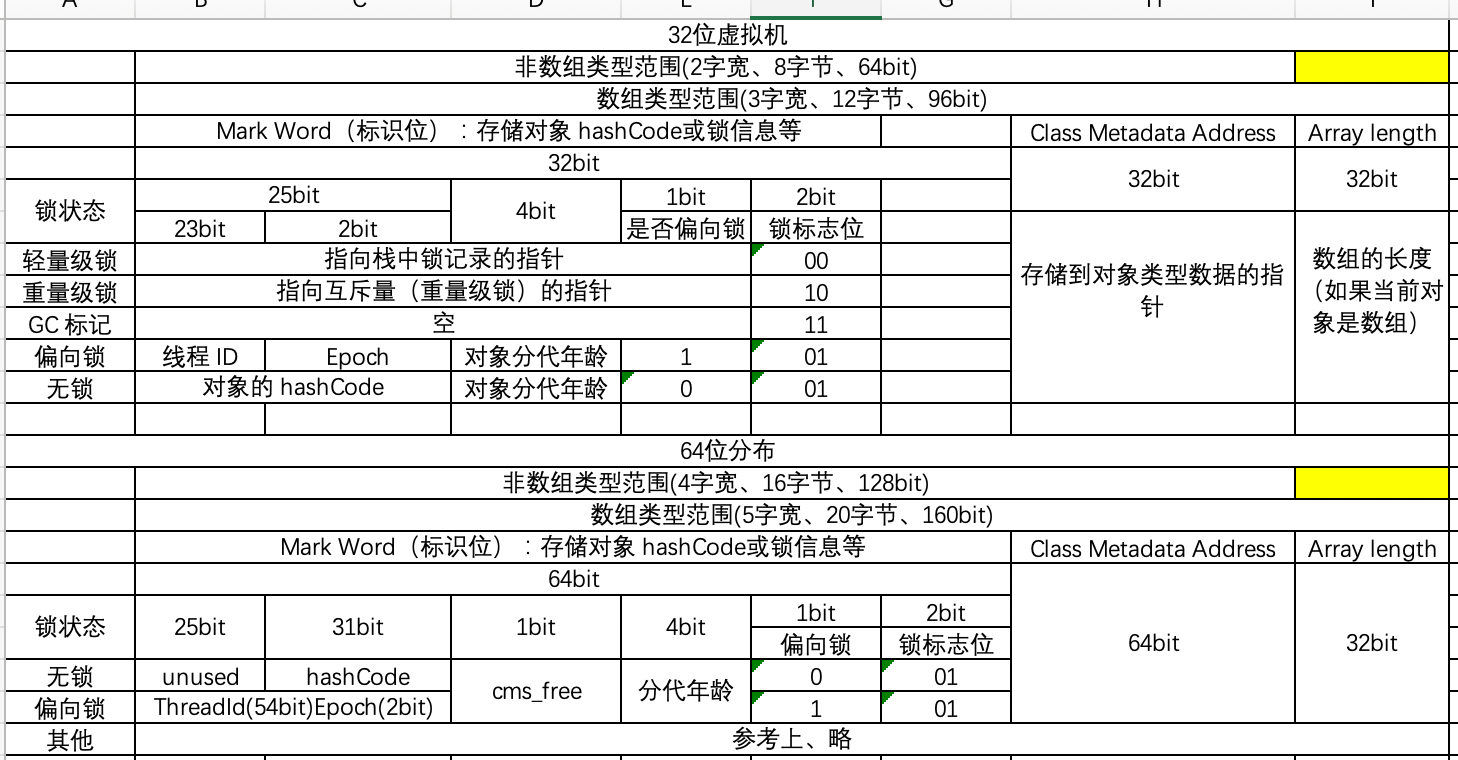 A B C D E F G H I
32位虚拟机
非数组类型范围(2字宽、8字节、64bit)
数组类型范围(3字宽、12字节、96bit)
Mark Word（标识位）：存储对象 hashCode或锁信息等 Class Metadata Address Array length
32bit
32bit 32bit
锁状态 25bit 4bit 1bit 2bit
23bit 2bit 是否偏向锁 锁标志位
轻量级锁 指向栈中锁记录的指针 00
重量级锁 指向互斥量（重量级锁）的指针 10
GC 标记 空 11
偏向锁 线程 ID Epoch 对象分代年龄 1 01
无锁 对象的 hashCode 对象分代年龄 0 01
存储到对象类型数据的指
针
数组的长度
（如果当前对
象是数组）
64位分布
非数组类型范围(4字宽、16字节、128bit)
数组类型范围(5字宽、20字节、160bit)
Mark Word（标识位）：存储对象 hashCode或锁信息等 Class Metadata Address Array length
64bit
锁状态 25bit 31bit 1bit 4bit 1bit 2bit
偏向锁 锁标志位
64bit 32bit
无锁 unused hashCode cms_free 分代年龄 0 01
偏向锁 ThreadId(54bit)Epoch(2bit) 1 01
其他 参考上、略